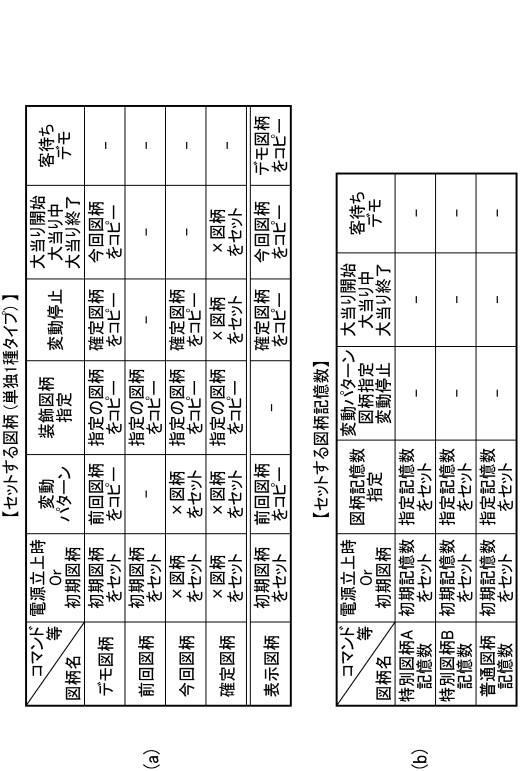 (a)
【セットする図柄(単独1種タイプ)】
コマンド
等
図柄名
電源立上時
Or
初期図柄
変動
パターン
装飾図柄
指定
変動停止
大当り開始
大当り中
大当り終了
客待ち
デモ
デモ図柄
初期図柄
をセット
前回図柄
をコピー
指定の図柄
をコピー
確定図柄
をコピー
今回図柄
をコピー
-
前回図柄
初期図柄
をセット
-
指定の図柄
をコピー
-
-
-
今回図柄
×図柄
をセット
×図柄
をセット
指定の図柄
をコピー
確定図柄
をコピー
-
-
確定図柄
×図柄
をセット
×図柄
をセット
指定の図柄
をコピー
×図柄
をセット
×図柄
をセット
-
表示図柄
初期図柄
をセット
前回図柄
をコピー
-
確定図柄
をコピー
今回図柄
をコピー
デモ図柄
をコピー
(b)
【セットする図柄記憶数】
コマンド
等
図柄名
電源立上時
Or
初期図柄
図柄記憶数
指定
変動パターン
図柄指定
変動停止
大当り開始
大当り中
大当り終了
客待ち
デモ
特別図柄A
記憶数
初期記憶数
をセット
指定記憶数
をセット
-
-
-
特別図柄B
記憶数
初期記憶数
をセット
指定記憶数
をセット
-
-
-
普通図柄
記憶数
初期記憶数
をセット
指定記憶数
をセット
-
-
-